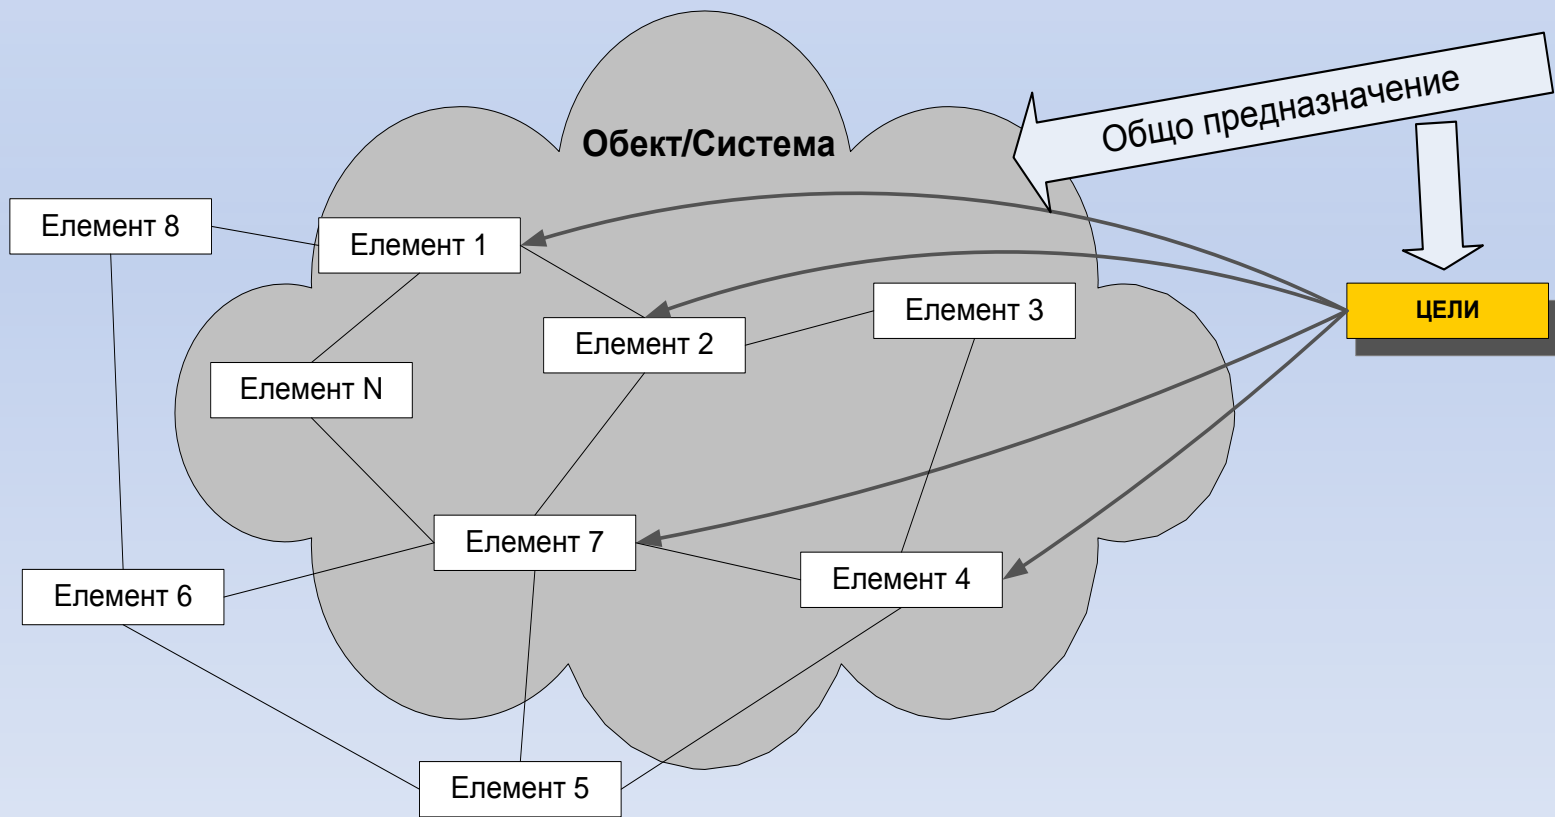 Обект/Система
Общо предназначение
Елемент 8
Елемент 1
Елемент 3
ЦЕЛИ
Елемент 2
Елемент N
Елемент 7
Елемент 4
Елемент 6
Елемент 5